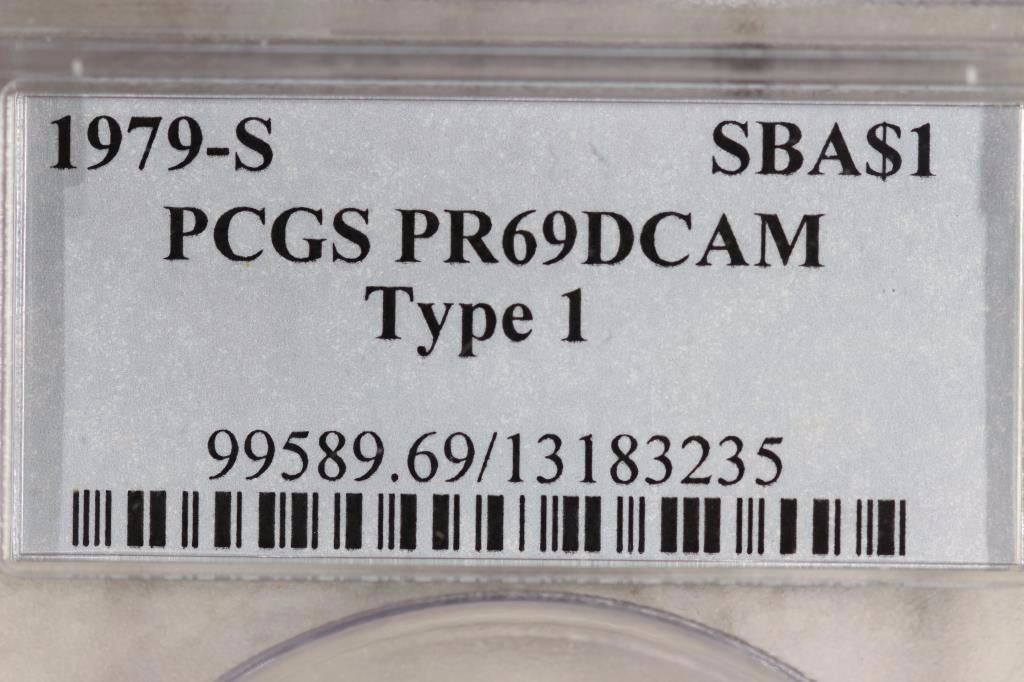 1979-S SBA$1
PCGS PR69DCAM
Type 1
99589.69/13183235